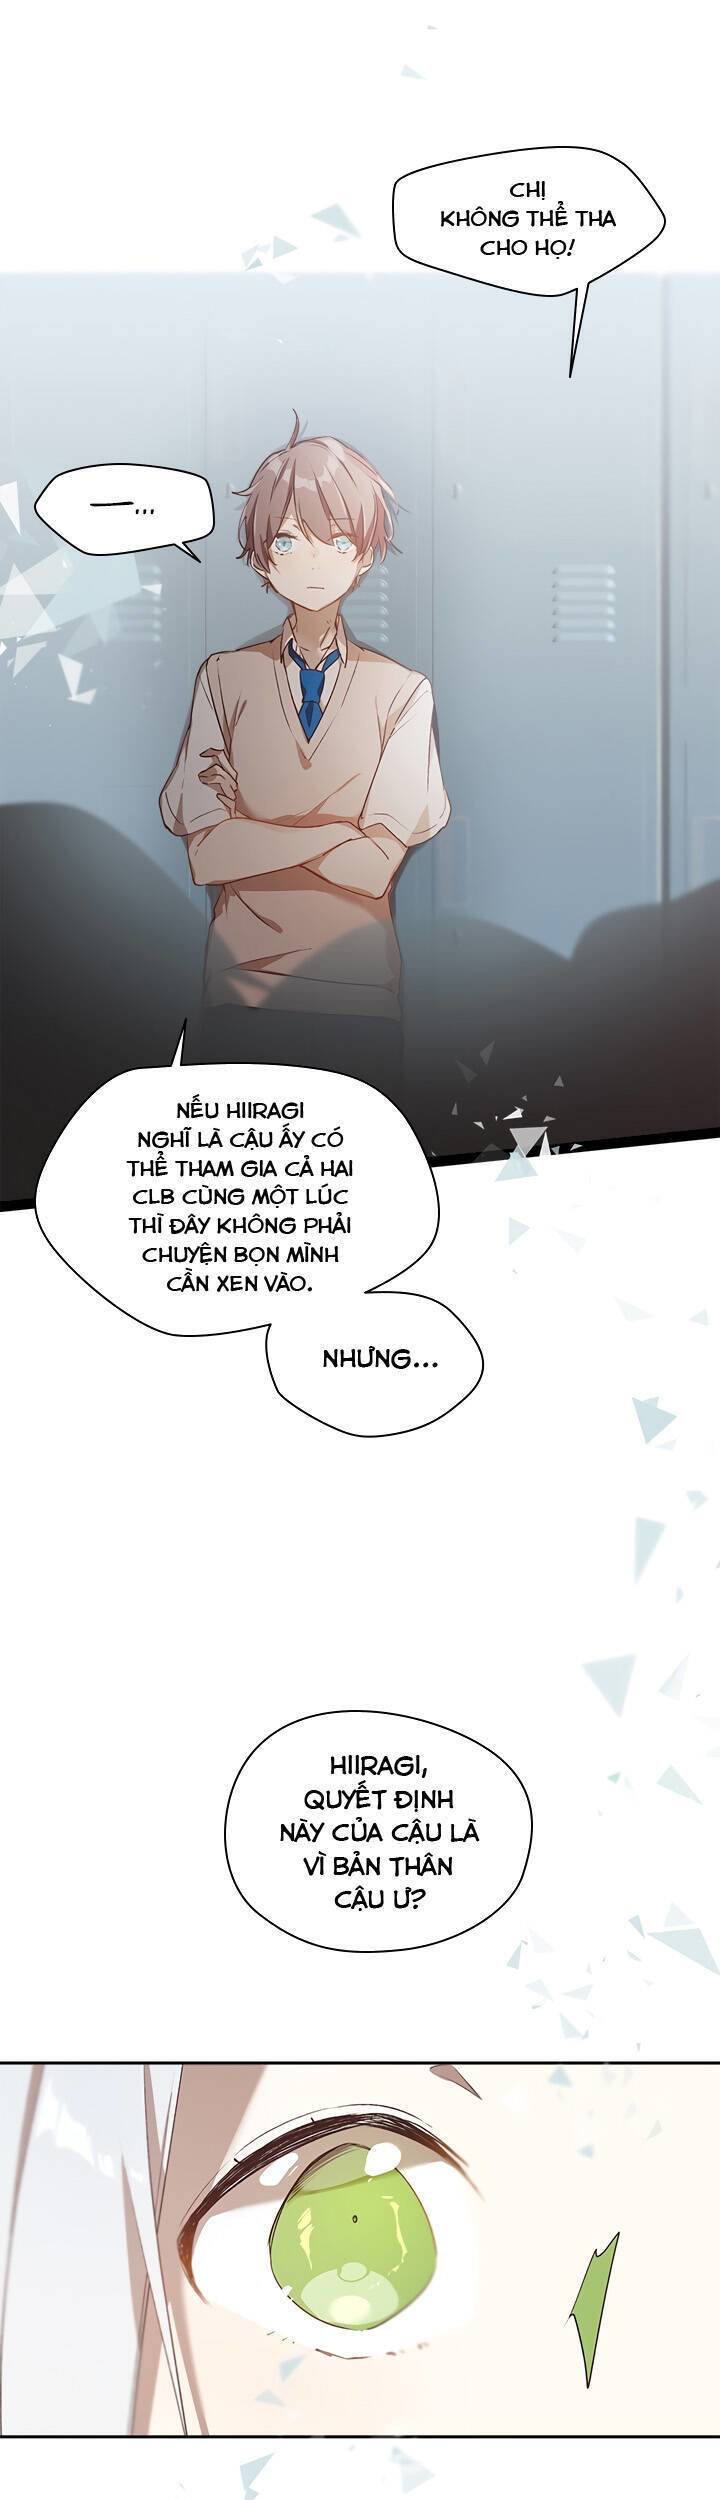 CHỊ
KHÔNG THỂ THA
CHO HỌ!
—...
NẾU HIIRAGI
NGHĨ LÀ CẬU ẤY CÓ
THỂ THAM GIA CẢ HAI
CLB CÙNG MỘT LÚC
THÌ ĐÂY KHÔNG PHẢI
CHUYỆN BỌN MÌNH
CẦN XEN VÀO.
NHƯNG...
HIIRAGI,
QUYẾT ĐỊNH
NÀY CỦA CẬU LÀ
VÌ BẢN THÂN
CẬU Ư?